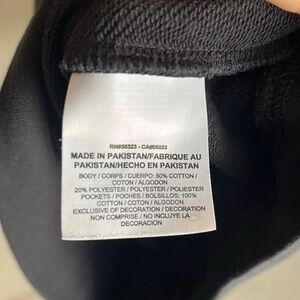 RN#56323 - CA#05553
MADE IN PAKISTAN/FABRIQUE AU
PAKISTAN/HECHO EN PAKISTAN
BODY / CORPS / CUERPO: 80% COTTON /
COTON / ALGODON
20% POLYESTER / POLYESTER / POLIESTER
POCKETS / POCHES / BOLSILLOS: 100%
COTTON / COTON / ALGODON
EXCLUSIVE OF DECORATION / DECORATION
NON COMPRISE / NO INCLUYE LA
DECORACION